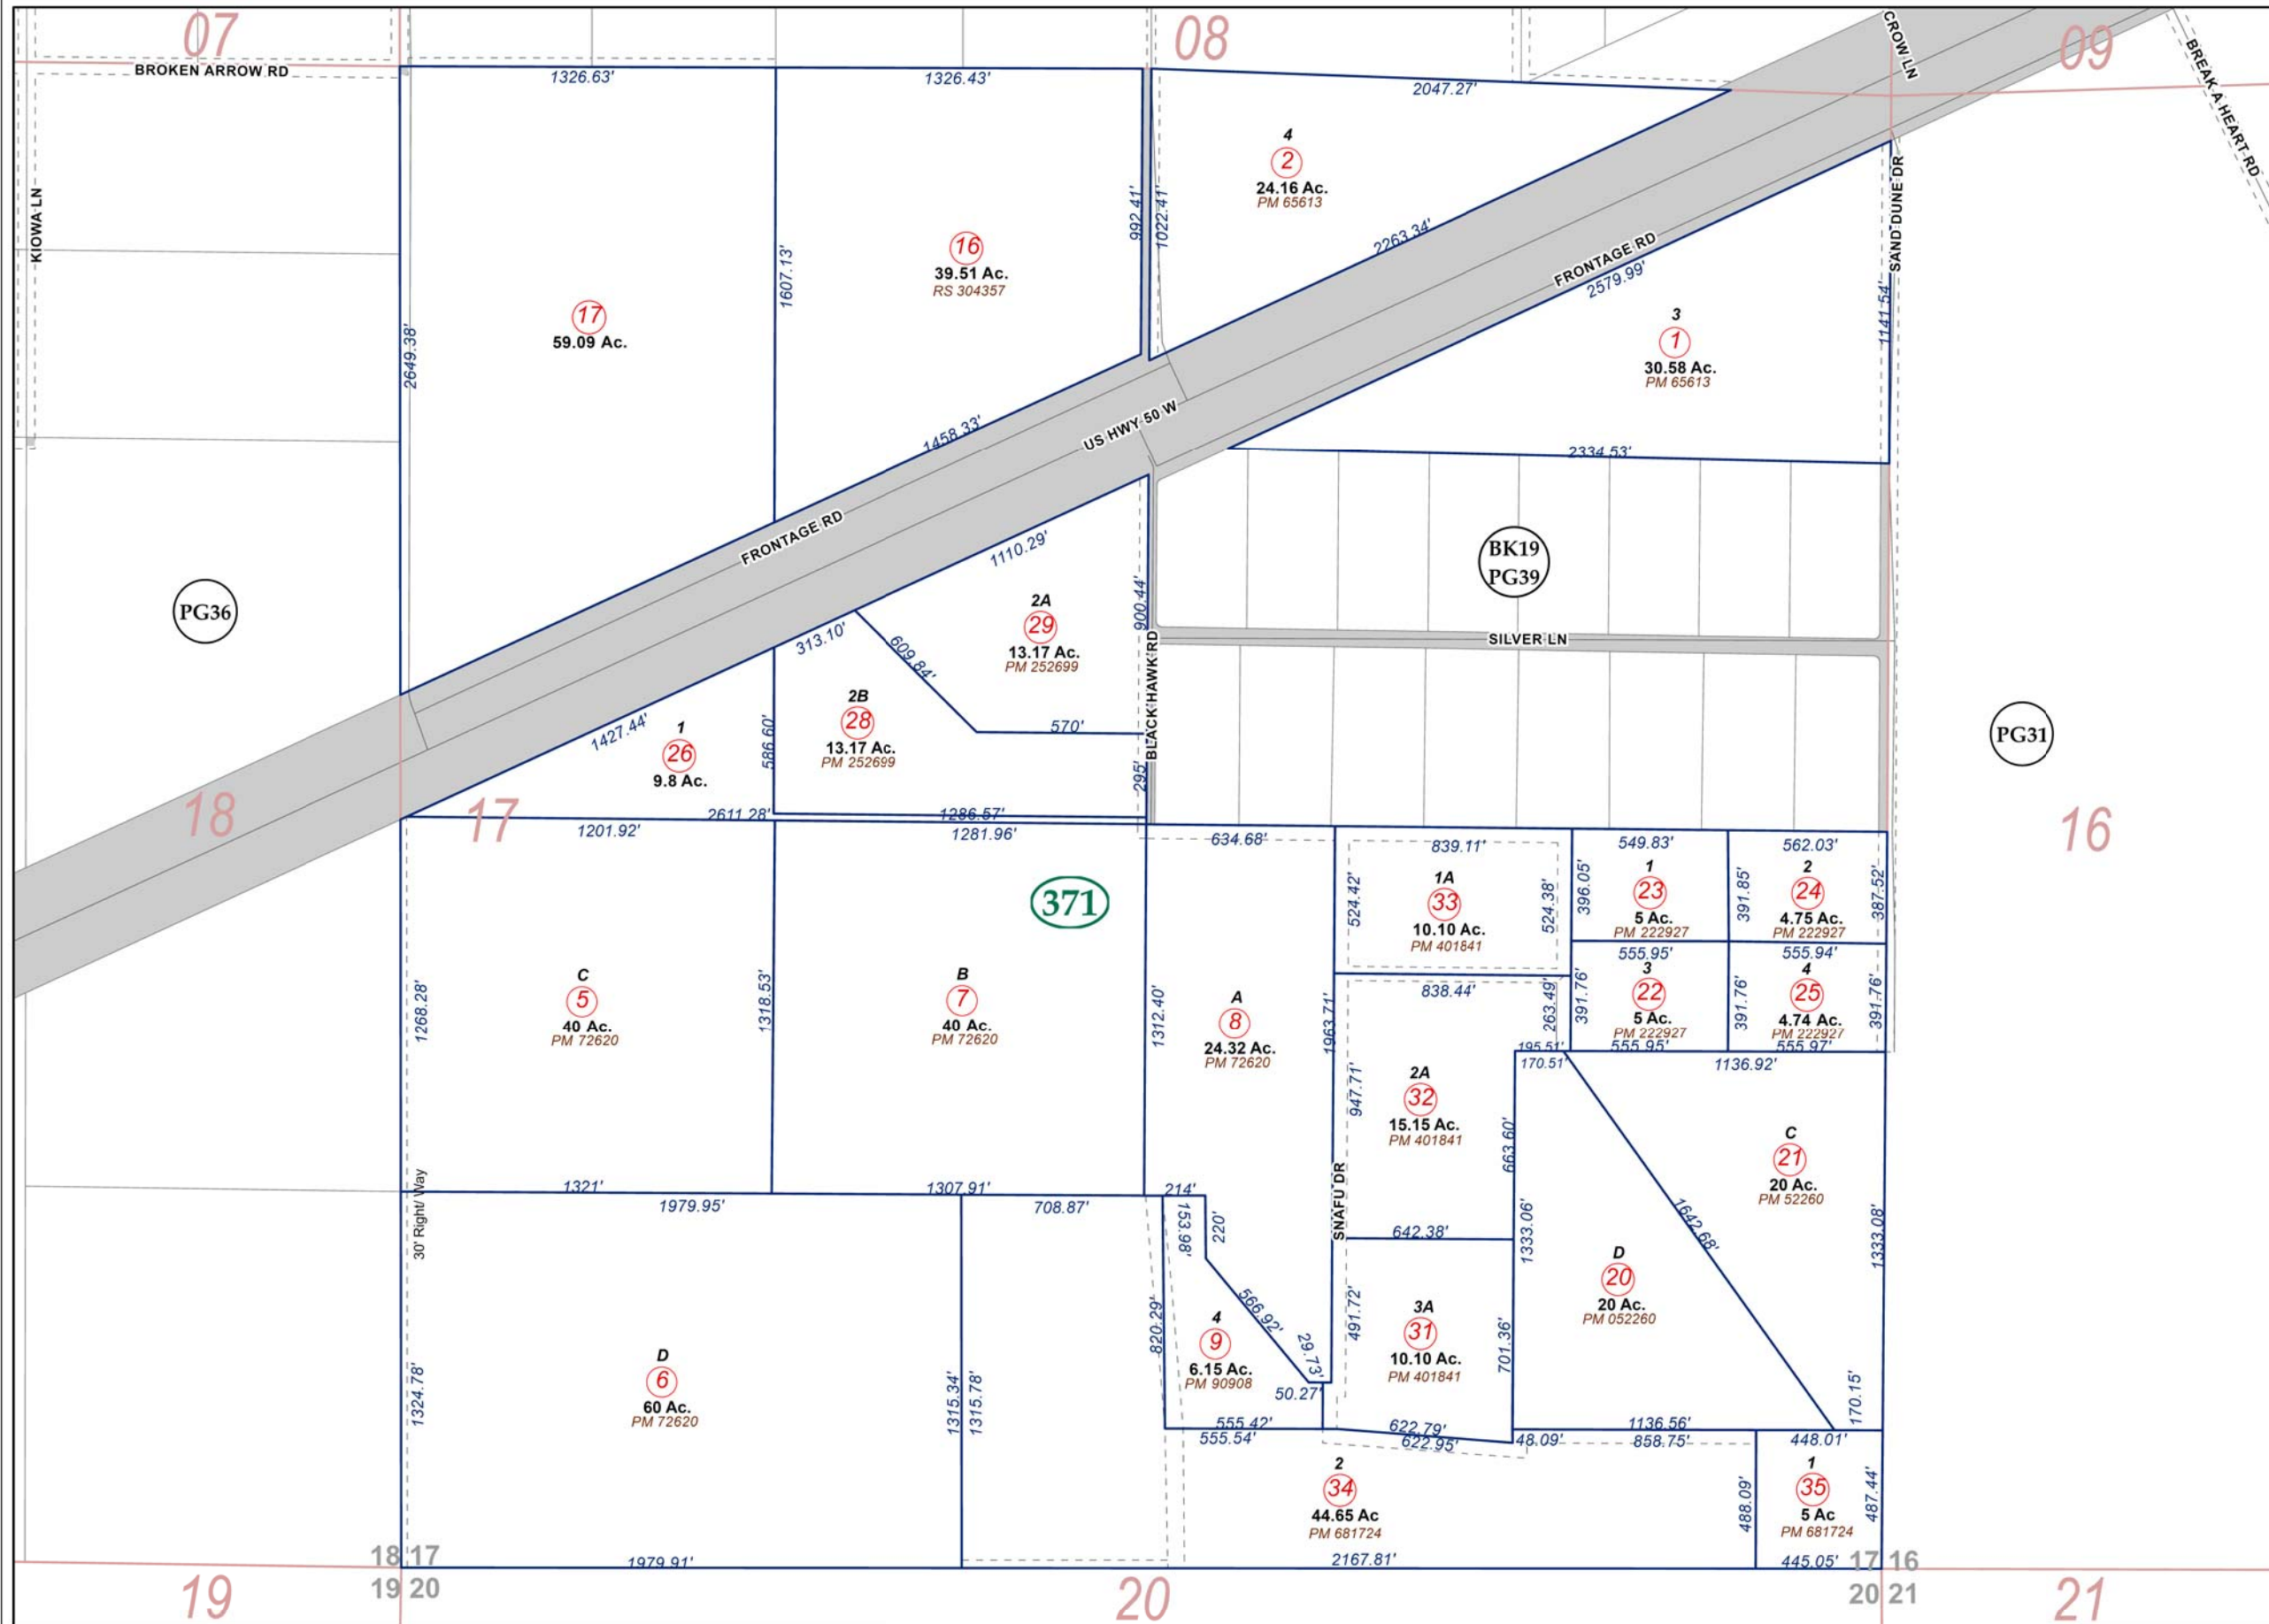 07
08
09
BROKEN ARROW RD
CROW LN
BREAK A HEART RD
KIOWA LN
SAND DUNE DR
1326.63'
1326.43'
2047.27'
4
2
24.16 Ac.
PM 65613
992.41'
1022.41'
16
39.51 Ac.
RS 304357
1607.13'
17
59.09 Ac.
2649.38'
2263.34'
FRONTAGE RD
2579.99'
3
1
30.58 Ac.
PM 65613
1141.54'
1458.33'
US HWY 50 W
2334.53'
FRONTAGE RD
1110.29'
BK19
PG39
PG36
2A
29
13.17 Ac.
PM 252699
900.44'
BLACK HAWK RD
SILVER LN
313.10'
609.84'
2B
28
13.17 Ac.
PM 252699
570'
295'
1427.44'
1
26
9.8 Ac.
586.60'
PG31
18
17
16
2611.28'
1286.57'
1201.92'
1281.96'
634.68'
839.11'
549.83'
562.03'
371
1A
33
10.10 Ac.
PM 401841
524.42'
524.38'
396.05'
1
23
5 Ac.
PM 222927
391.85'
2
24
4.75 Ac.
PM 222927
387.52'
555.95'
555.94'
C
5
40 Ac.
PM 72620
1268.28'
1318.53'
B
7
40 Ac.
PM 72620
1312.40'
A
8
24.32 Ac.
PM 72620
1963.71'
838.44'
263.49'
391.76'
3
22
5 Ac.
PM 222927
391.76'
4
25
4.74 Ac.
PM 222927
391.76'
195.51'
555.95'
555.97'
170.51'
1136.92'
947.71'
2A
32
15.15 Ac.
PM 401841
663.60'
SNAFU DR
C
21
20 Ac.
PM 52260
1642.68'
1333.06'
1333.08'
30' Right/ Way
1321'
1307.91'
214'
1979.95'
708.87'
153.98'
220'
642.38'
D
20
20 Ac.
PM 052260
820.29'
566.92'
29.73'
491.72'
3A
31
10.10 Ac.
PM 401841
701.36'
4
9
6.15 Ac.
PM 90908
50.27'
D
6
60 Ac.
PM 72620
1324.78'
1315.34'
1315.78'
170.15'
555.42'
622.79'
1136.56'
555.54'
622.95'
48.09'
858.75'
448.01'
2
34
44.65 Ac
PM 681724
488.09'
1
35
5 Ac
PM 681724
487.44'
18 17
1979.91'
2167.81'
445.05'
17 16
19
19 20
20
20 21
21